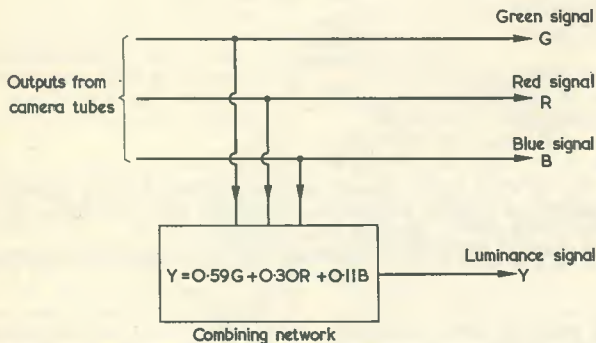 Green signal
G
Outputs from
camera tubes
Red signal
R
Blue signal
B
Y=0·59G+0·30R+0·11B
Luminance signal
Y
Combining network